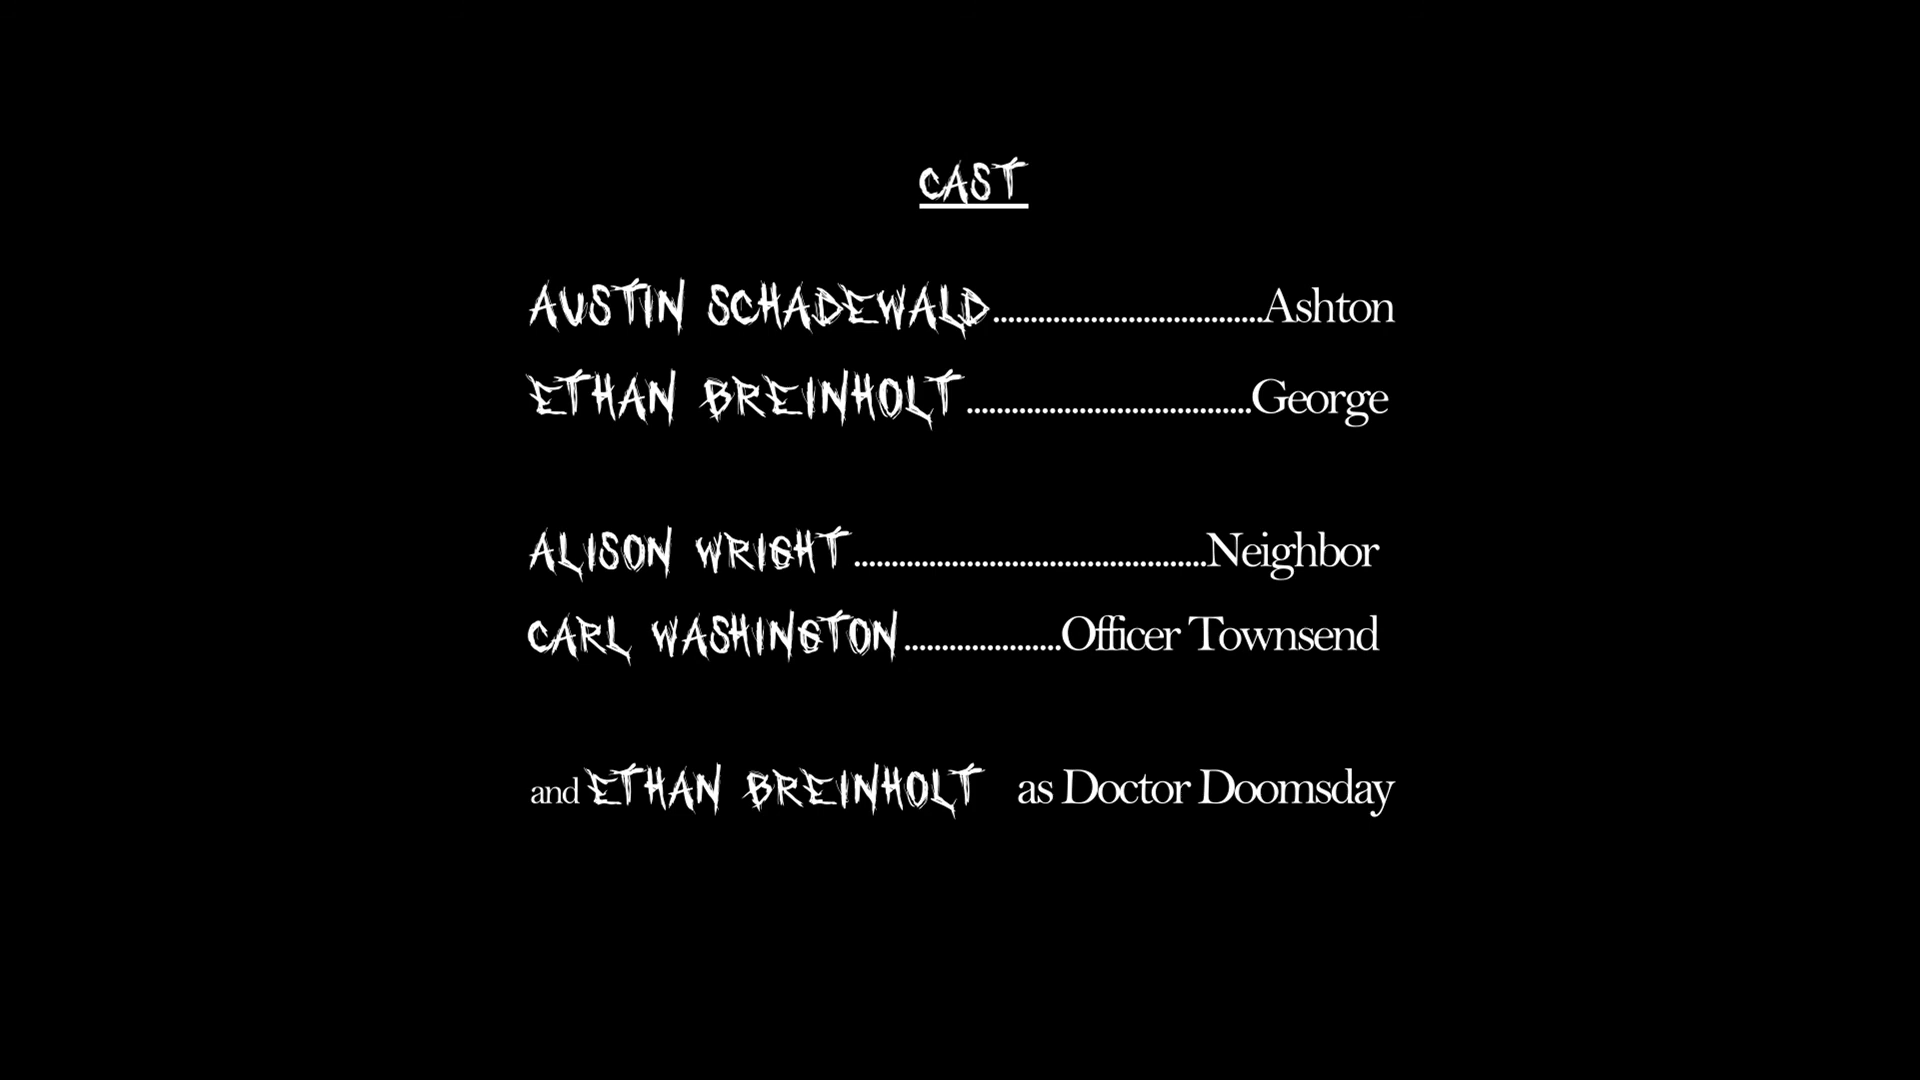 CAST
AUSTIN SCHADEWALD....................................Ashton
ETHAN BREINHOLT......................................George
ALISON WRIGHT...............................................Neighbor
CARL WASHINGTON.....................Officer Townsend
and ETHAN BREINHOLT as Doctor Doomsday